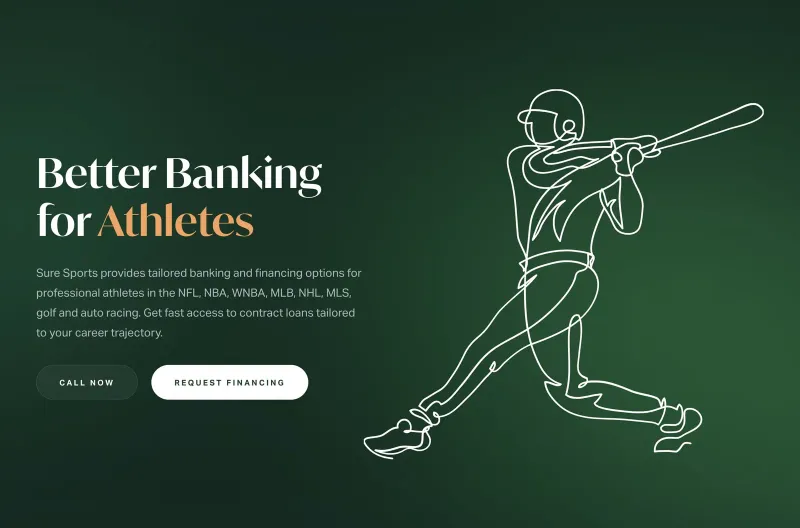 Better Banking
for Athletes
Sure Sports provides tailored banking and financing options for
professional athletes in the NFL, NBA, WNBA, MLB, NHL, MLS,
golf and auto racing. Get fast access to contract loans tailored
to your career trajectory.
CALL NOW
REQUEST FINANCING